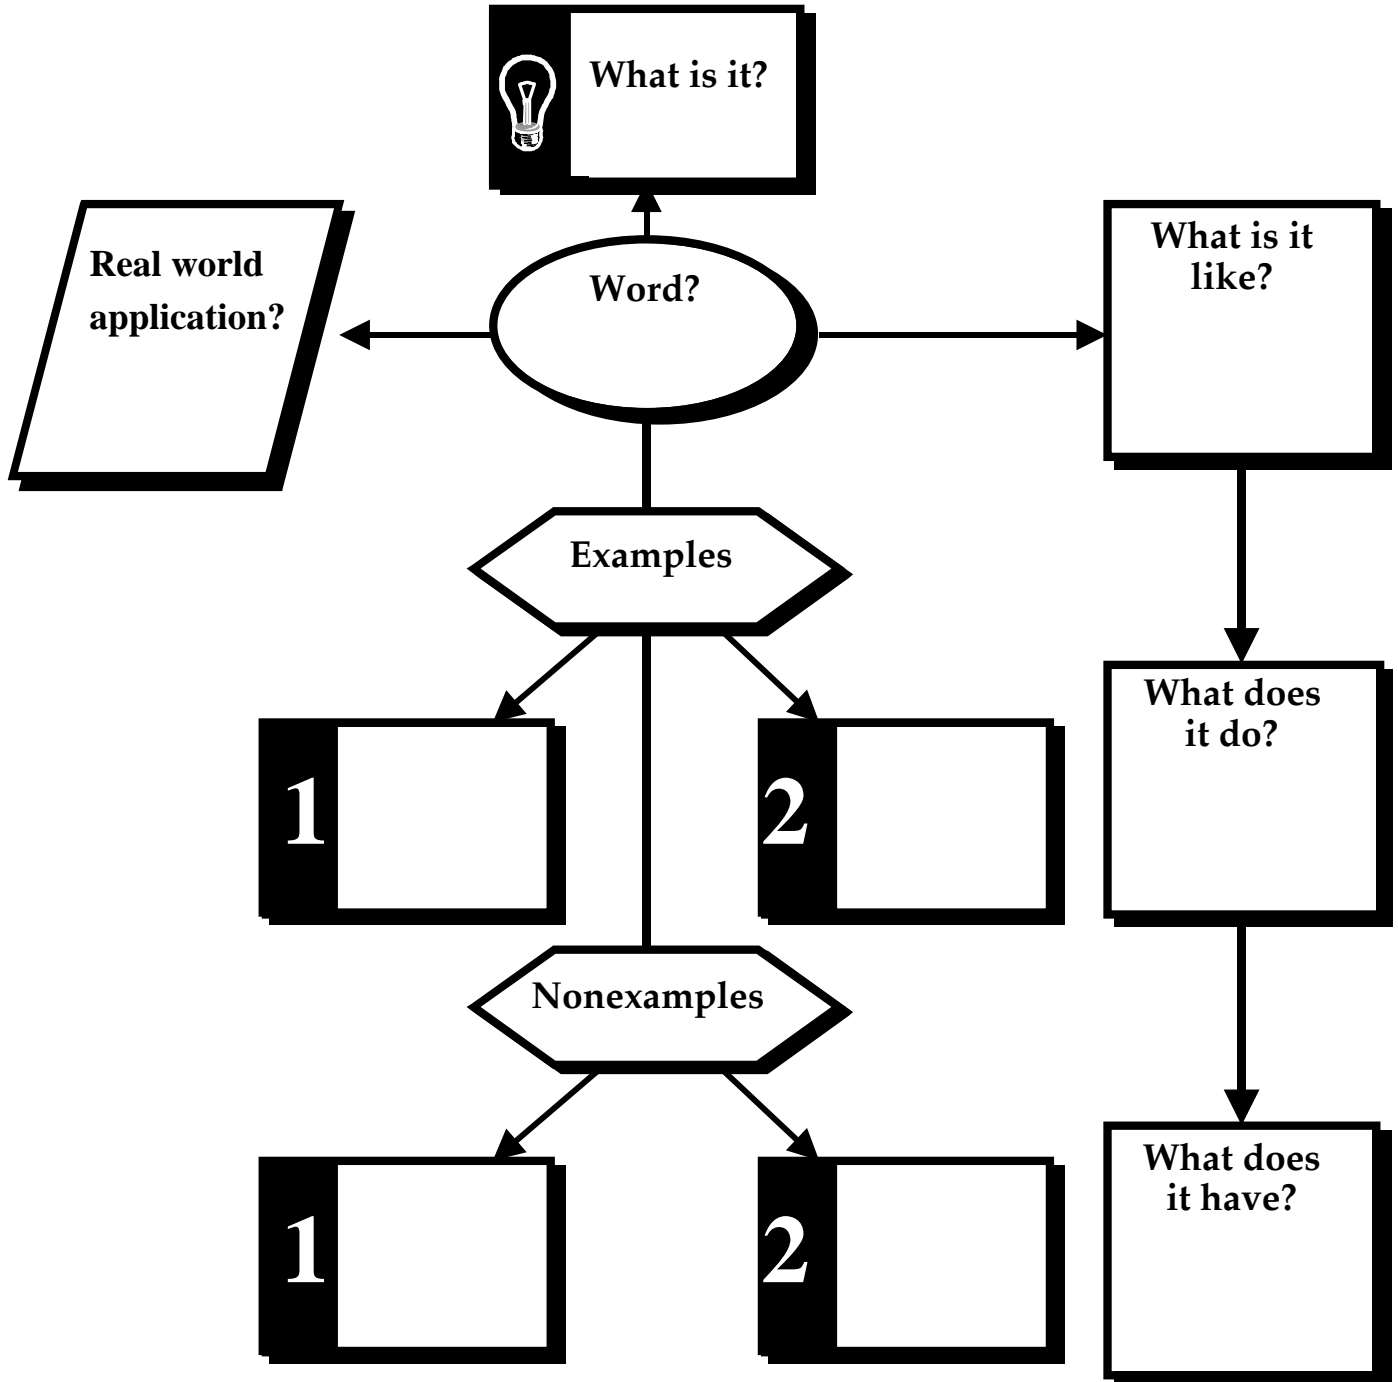 What is it?
Real world
application?
Word?
What is it
like?
Examples
1
2
What does
it do?
Nonexamples
1
2
What does
it have?